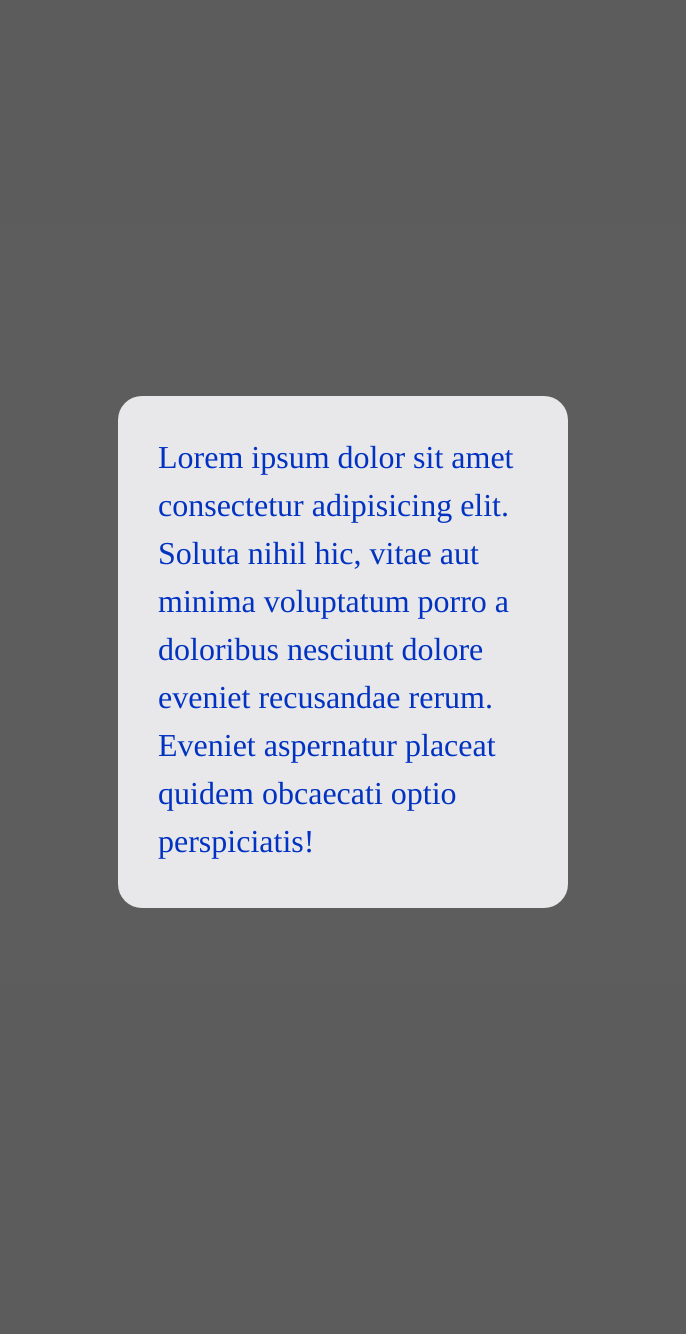 Lorem ipsum dolor sit amet
consectetur adipisicing elit.
Soluta nihil hic, vitae aut
minima voluptatum porro a
doloribus nesciunt dolore
eveniet recusandae rerum.
Eveniet aspernatur placeat
quidem obcaecati optio
perspiciatis!